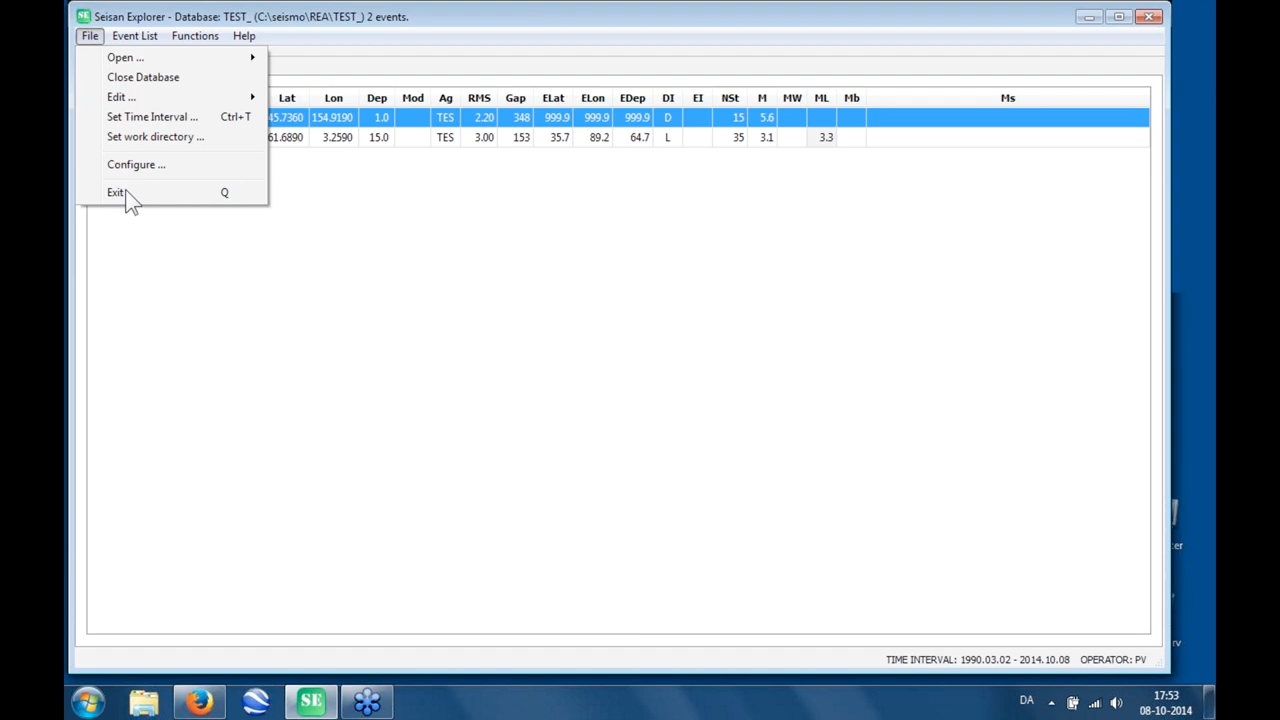 SE Seisan Explorer - Database: TEST_ (C:\seismo\REA\TEST_) 2 events.
File Event List Functions Help
Open ...
Close Database
Edit ...
Set Time Interval ... Ctrl+T
Set work directory ...
Configure ...
Exit Q
Lat Lon Dep Mod Ag RMS Gap ELat ELon EDep DI EI NSt M MW ML Mb Ms
45.7360 154.9190 1.0 TES 2.20 348 999.9 999.9 999.9 D 15 5.6
61.6890 3.2590 15.0 TES 3.00 153 35.7 89.2 64.7 L 35 3.1 3.3
TIME INTERVAL: 1990.03.02 - 2014.10.08 OPERATOR: PV
SE
DA
17:53
08-10-2014